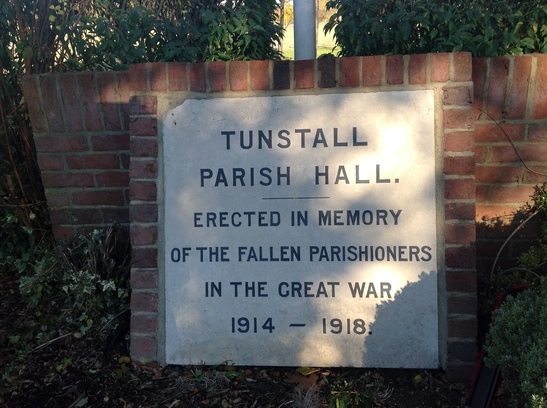 TUNSTALL
PARISH HALL.
ERECTED IN MEMORY
OF THE FALLEN PARISHIONERS
IN THE GREAT WAR.
1914 — 1918.